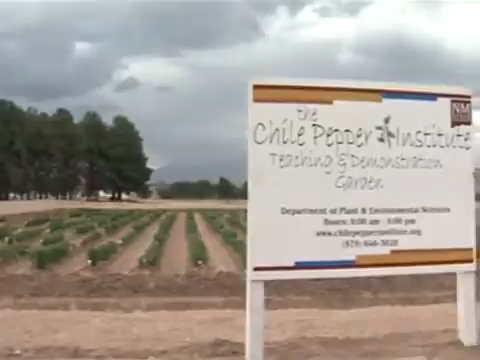 the
Chile Pepper Institute
Teaching & Demonstration
Garden
Department of Plant & Environmental Sciences
Hours: 8:00 am - 5:00 pm
www.chilepepperinstitute.org
(575) 646-3028
NM